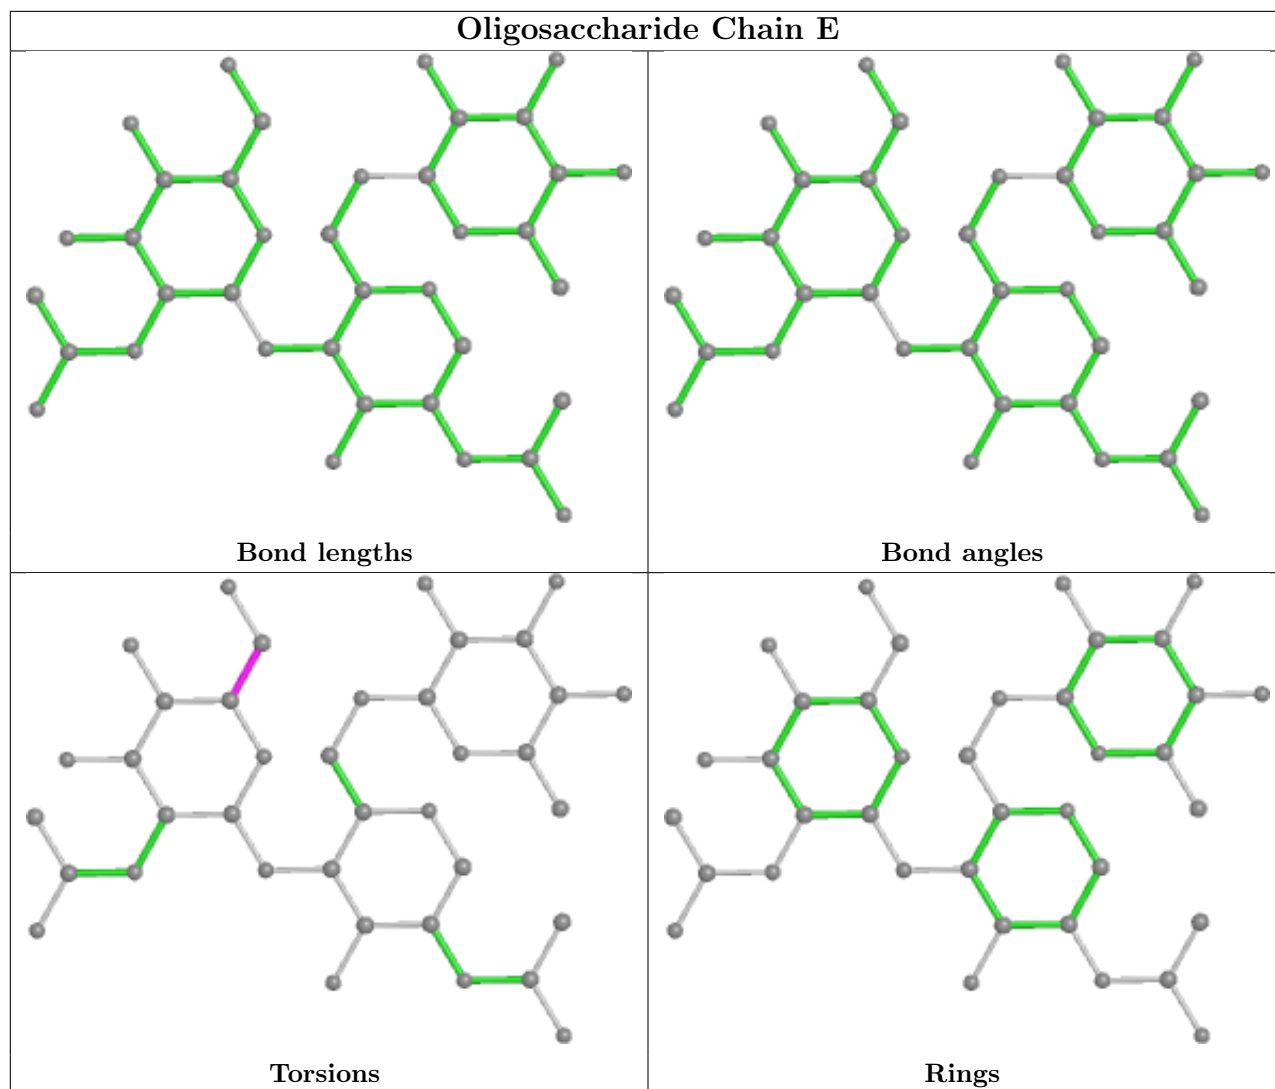 Oligosaccharide Chain E
Bond lengths
Bond angles
Torsions
Rings